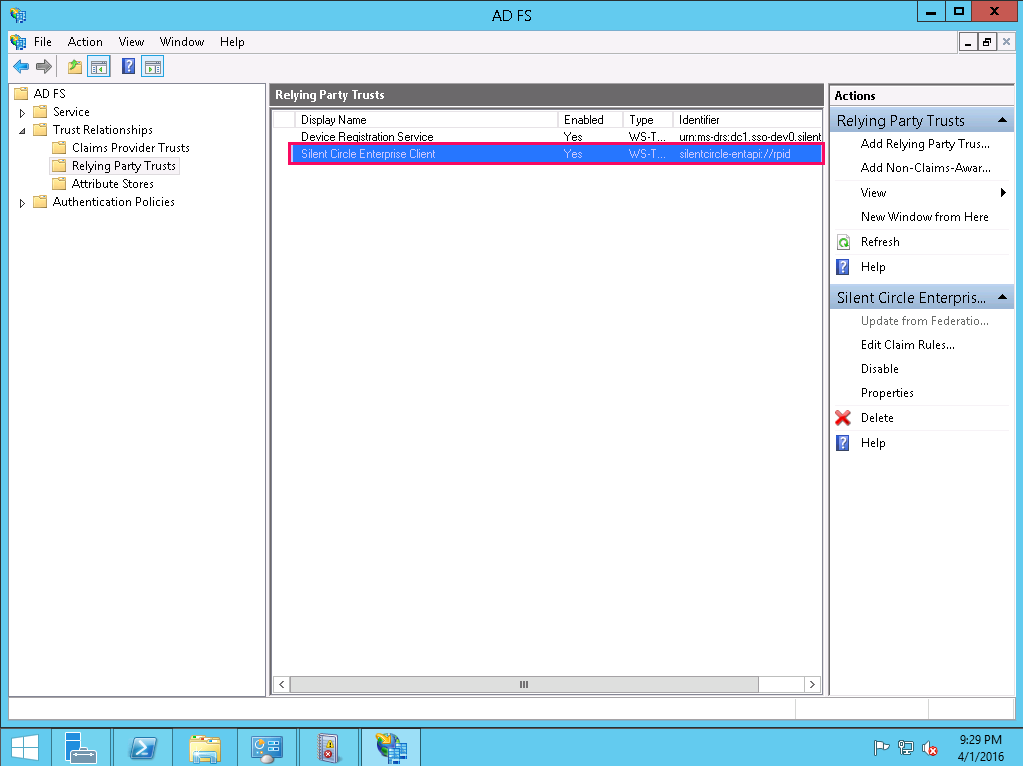 AD FS
File Action View Window Help
AD FS
Service
Trust Relationships
Claims Provider Trusts
Relying Party Trusts
Attribute Stores
Authentication Policies
Relying Party Trusts
Display Name Enabled Type Identifier
Device Registration Service Yes WS-T... urn:ms-drs:dc1.sso-dev0.silent
Silent Circle Enterprise Client Yes WS-T... silentcircle-entapi://rpid
Actions
Relying Party Trusts
Add Relying Party Trus...
Add Non-Claims-Awar...
View
New Window from Here
Refresh
Help
Silent Circle Enterpris...
Update from Federatio...
Edit Claim Rules...
Disable
Properties
Delete
Help
9:29 PM
4/1/2016